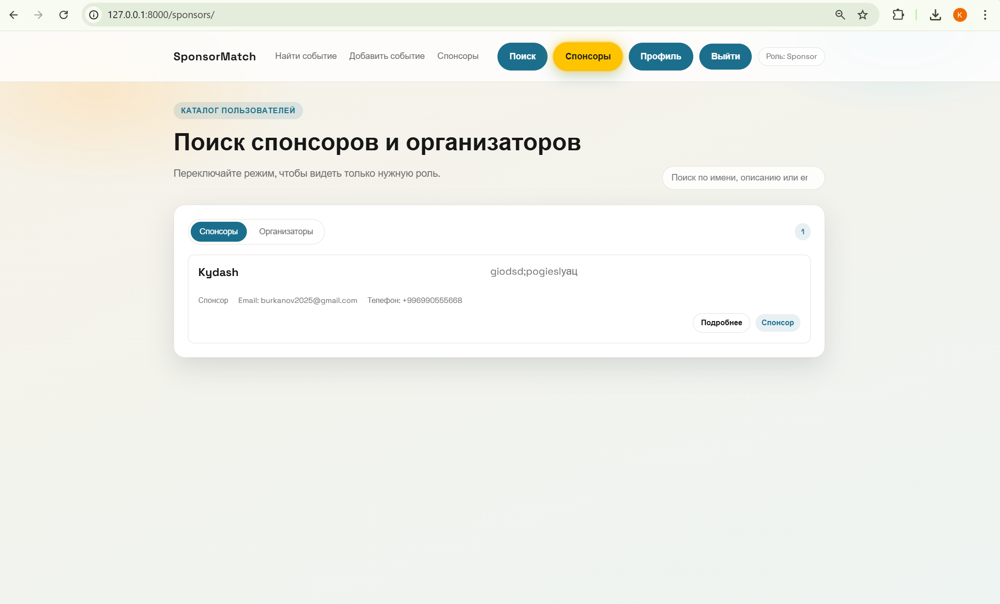 127.0.0.1:8000/sponsors/
K
SponsorMatch Найти событие Добавить событие Спонсоры Поиск Спонсоры Профиль Выйти Роль: Sponsor
КАТАЛОГ ПОЛЬЗОВАТЕЛЕЙ
Поиск спонсоров и организаторов
Переключайте режим, чтобы видеть только нужную роль.
Поиск по имени, описанию или em
Спонсоры Организаторы 1
Kydash giodsd;pogieslуац
Спонсор Email: burkanov2025@gmail.com Телефон: +996990555668
Подробнее Спонсор